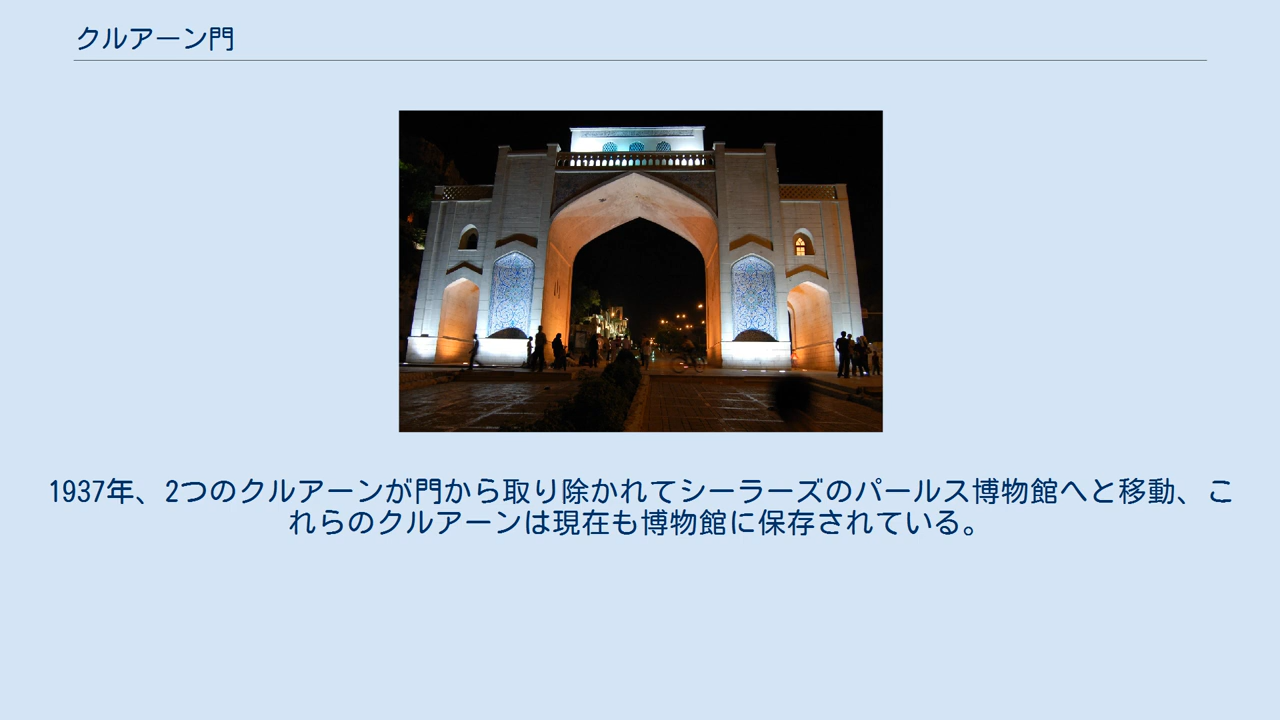 クルアーン門
1937年、2つのクルアーンが門から取り除かれてシーラーズのパールス博物館へと移動、こ
れらのクルアーンは現在も博物館に保存されている。